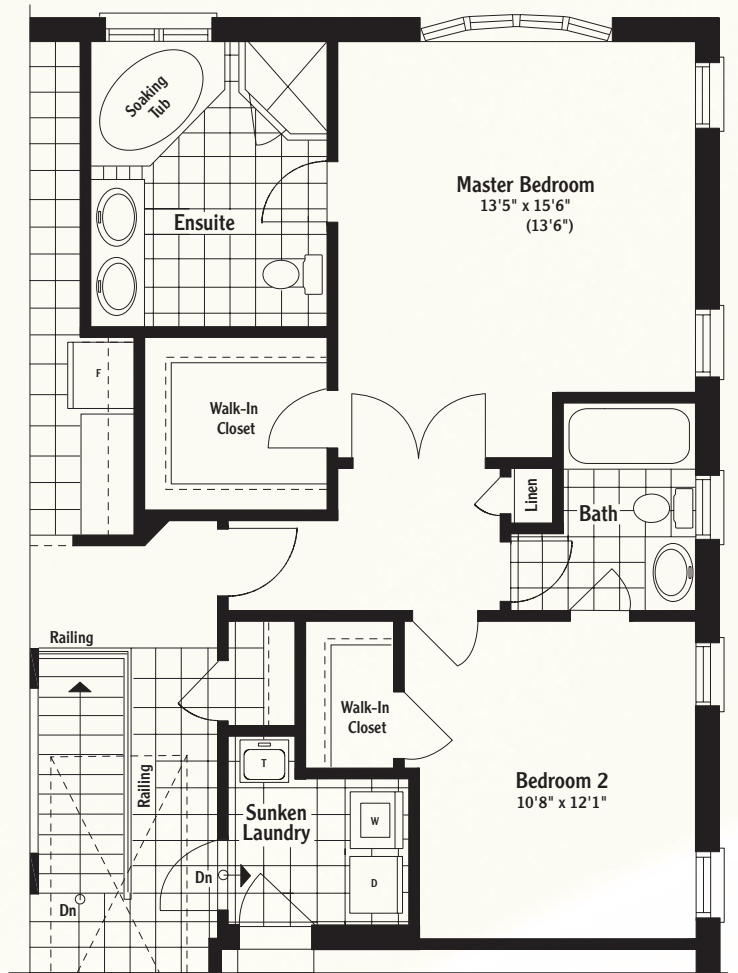 Soaking
Tub
Ensuite
Master Bedroom
13'5" x 15'6"
(13'6")
F
Walk-In
Closet
Linen
Bath
Railing
Walk-In
Closet
Railing
T
Sunken
Laundry
W
D
Bedroom 2
10'8" x 12'1"
Dn
Dn